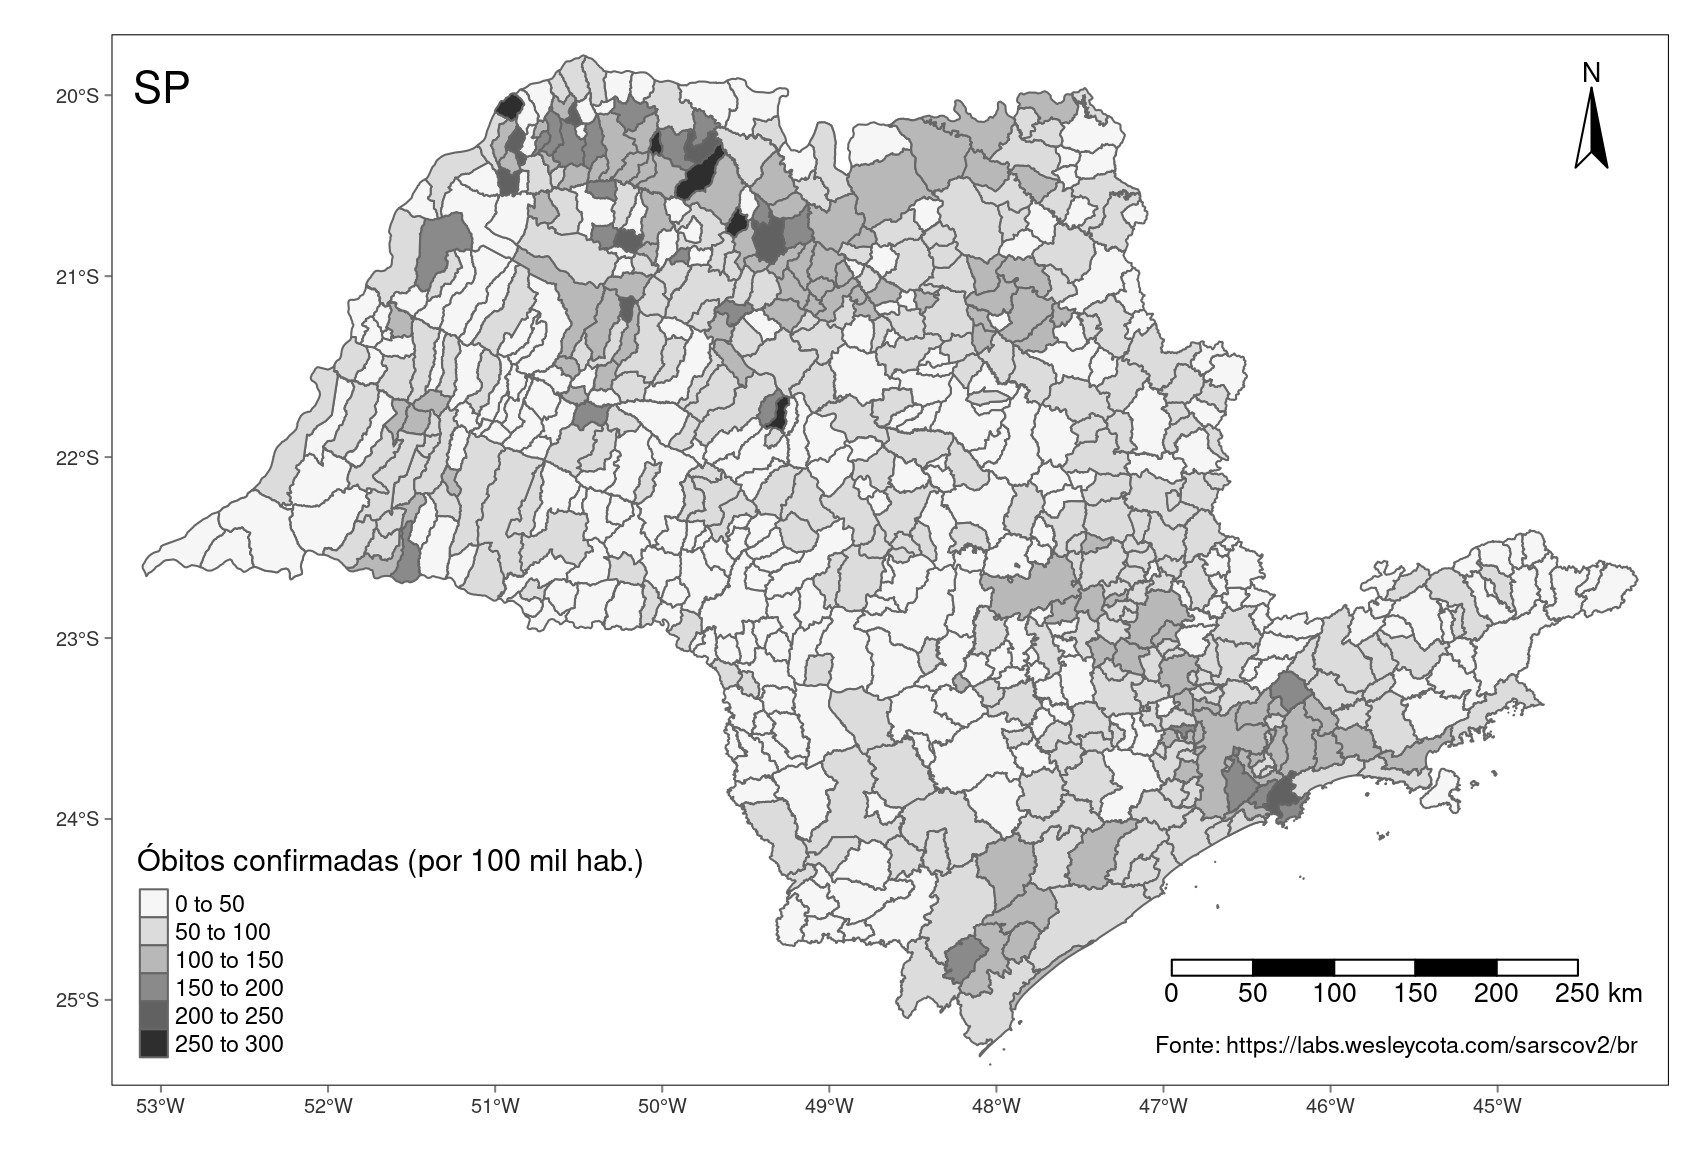 SP
N
20°S
21°S
22°S
23°S
24°S
25°S
Óbitos confirmadas (por 100 mil hab.)
0 to 50
50 to 100
100 to 150
150 to 200
200 to 250
250 to 300
0 50 100 150 200 250 km
Fonte: https://labs.wesleycota.com/sarscov2/br
53°W 52°W 51°W 50°W 49°W 48°W 47°W 46°W 45°W